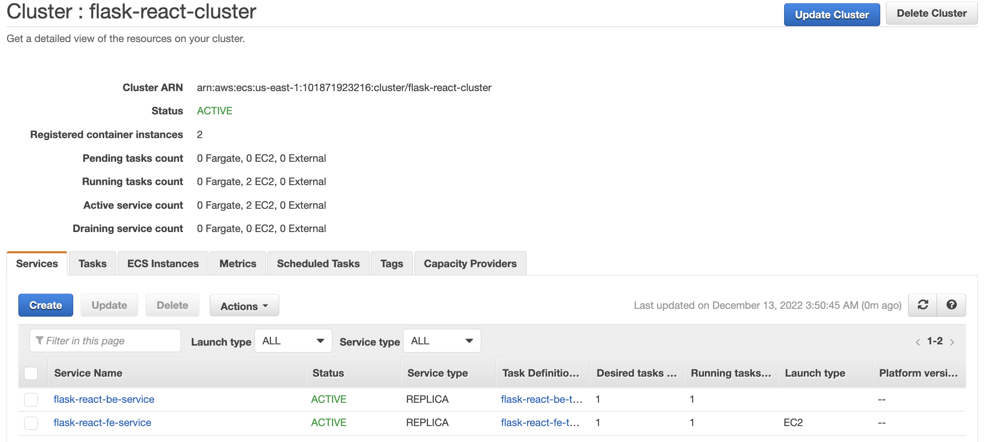 Cluster : flask-react-cluster
Update Cluster
Delete Cluster
Get a detailed view of the resources on your cluster.
Cluster ARN arn:aws:ecs:us-east-1:101871923216:cluster/flask-react-cluster
Status ACTIVE
Registered container instances 2
Pending tasks count 0 Fargate, 0 EC2, 0 External
Running tasks count 0 Fargate, 2 EC2, 0 External
Active service count 0 Fargate, 2 EC2, 0 External
Draining service count 0 Fargate, 0 EC2, 0 External
Services Tasks ECS Instances Metrics Scheduled Tasks Tags Capacity Providers
Create Update Delete Actions Last updated on December 13, 2022 3:50:45 AM (0m ago)
Filter in this page Launch type ALL Service type ALL 1-2
Service Name Status Service type Task Definitio... Desired tasks ... Running tasks... Launch type Platform versi...
flask-react-be-service ACTIVE REPLICA flask-react-be-t... 1 1 --
flask-react-fe-service ACTIVE REPLICA flask-react-fe-t... 1 1 EC2 --